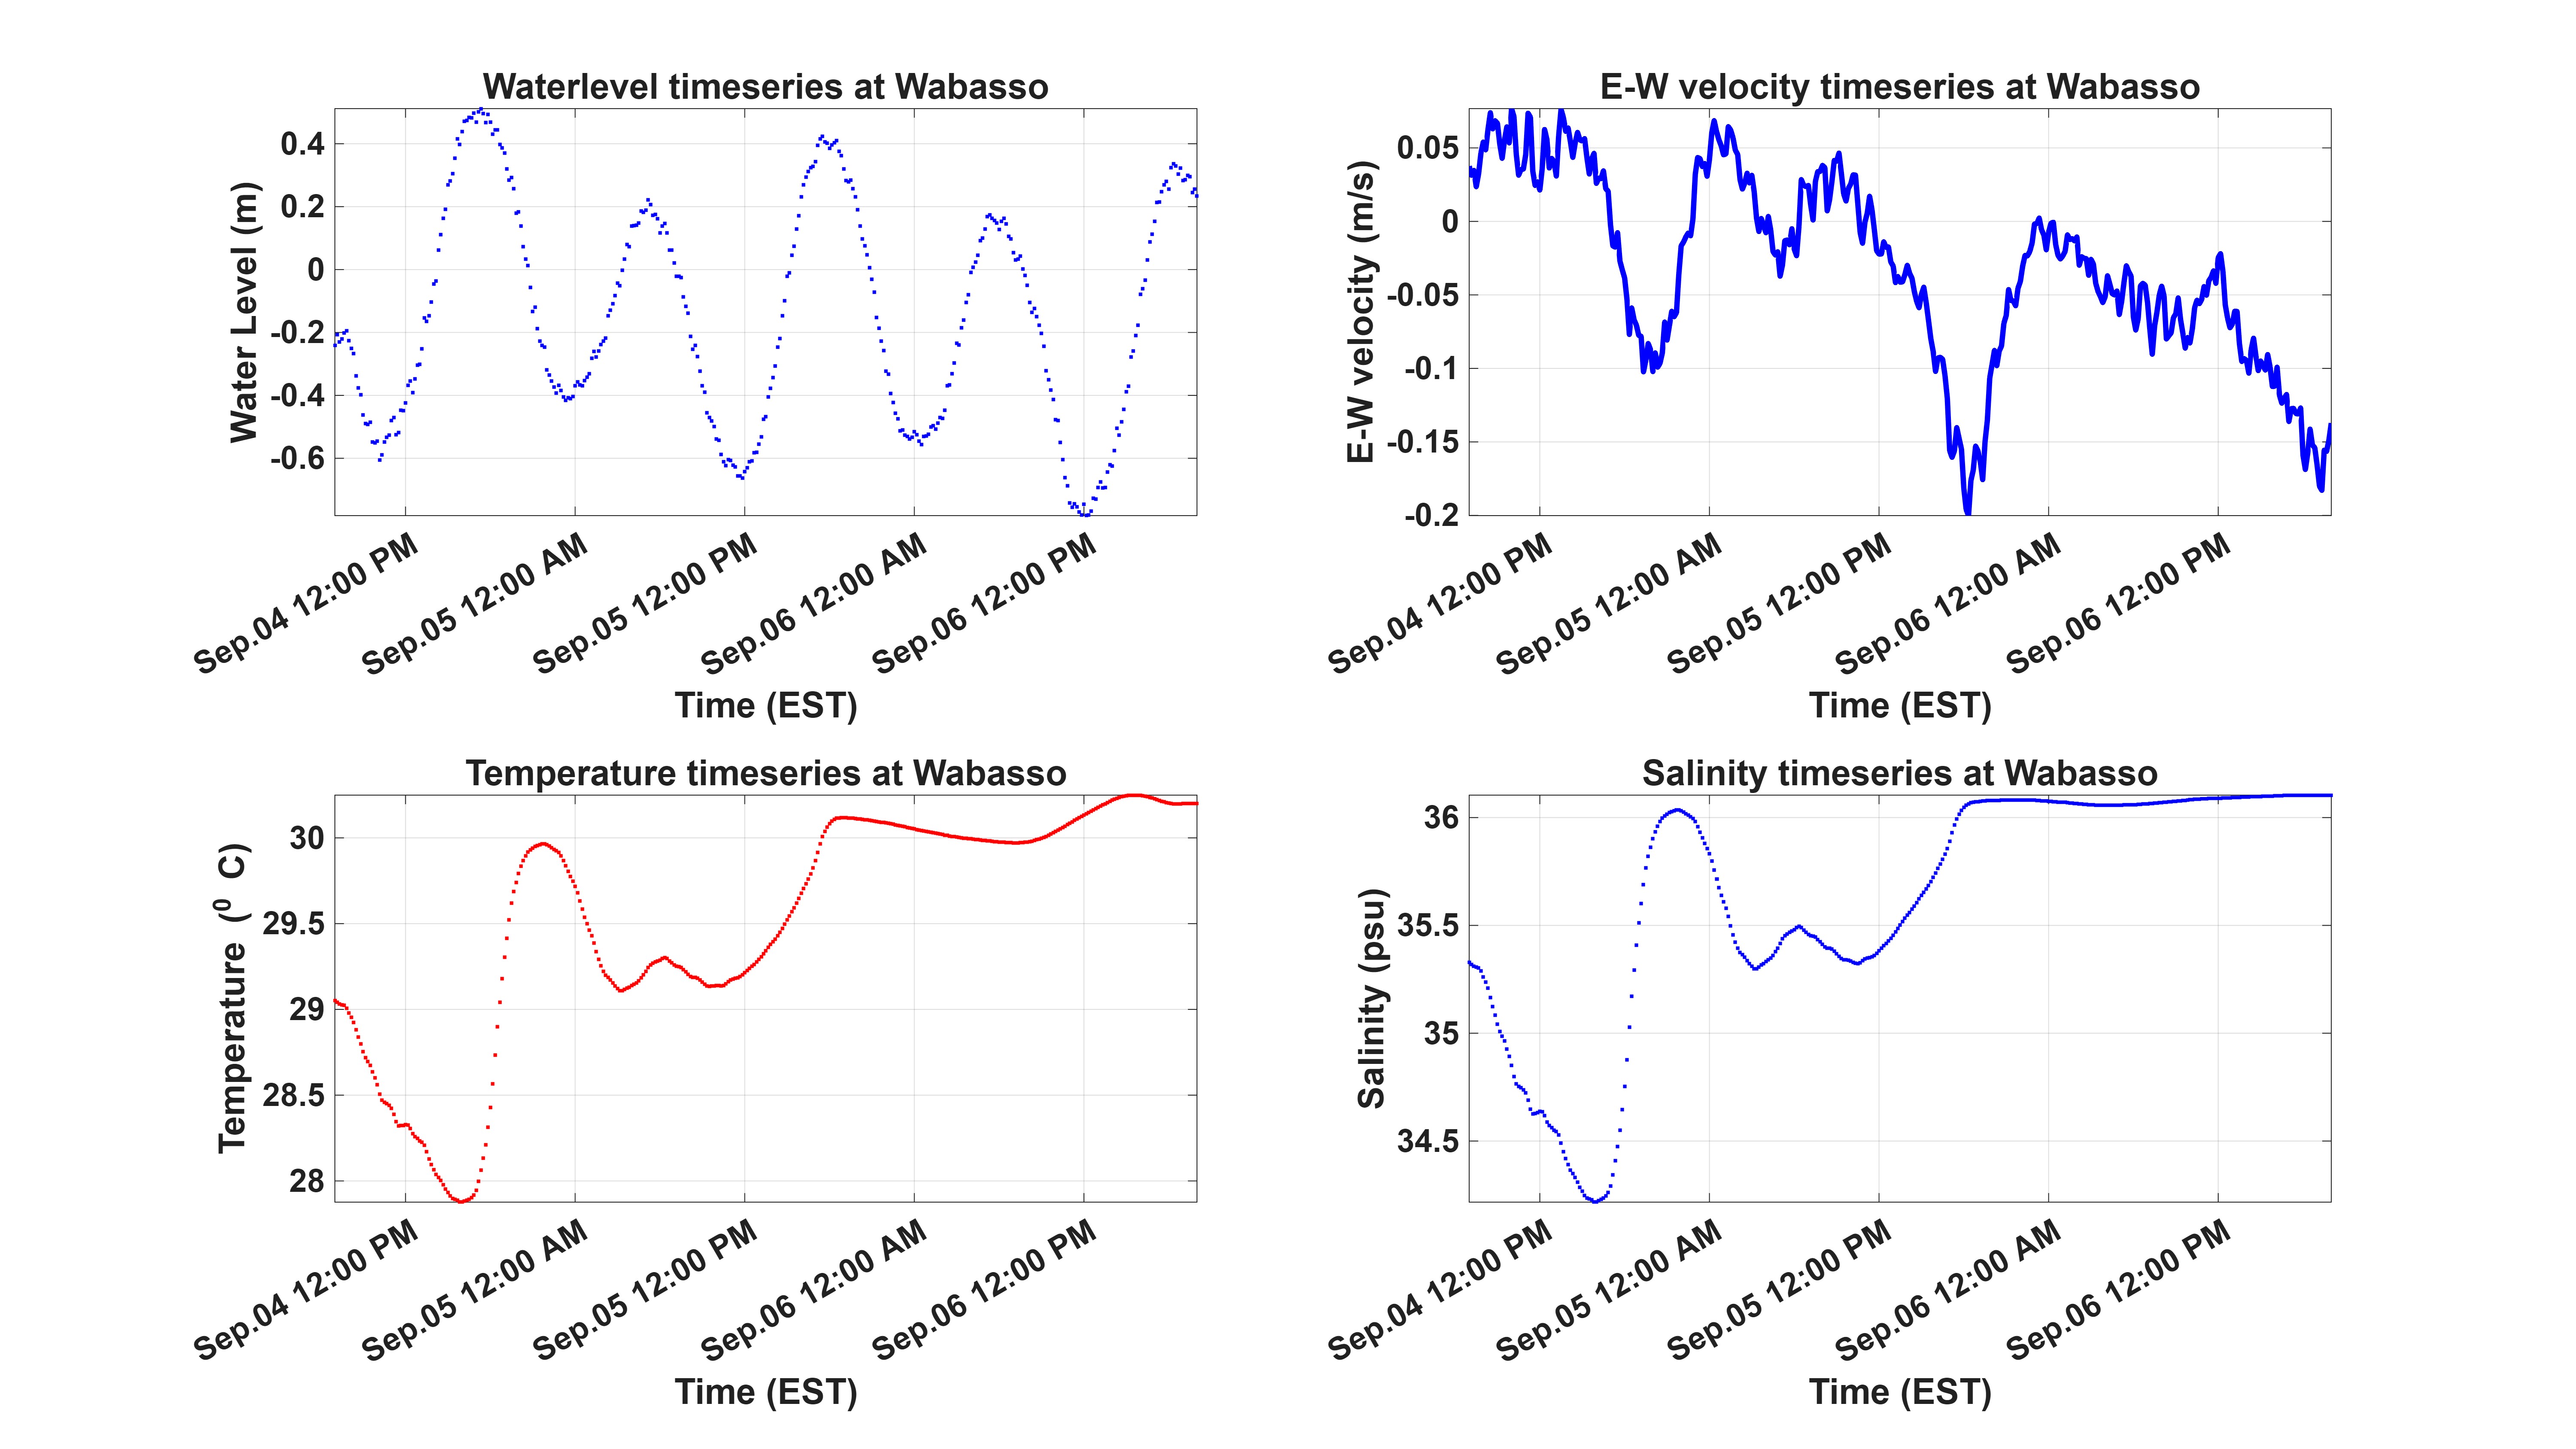 Waterlevel timeseries at Wabasso
Water Level (m)
0.4
0.2
0
-0.2
-0.4
-0.6
Sep.04 12:00 PM
Sep.05 12:00 AM
Sep.05 12:00 PM
Sep.06 12:00 AM
Sep.06 12:00 PM
Time (EST)
E-W velocity timeseries at Wabasso
E-W velocity (m/s)
0.05
0
-0.05
-0.1
-0.15
-0.2
Sep.04 12:00 PM
Sep.05 12:00 AM
Sep.05 12:00 PM
Sep.06 12:00 AM
Sep.06 12:00 PM
Time (EST)
Temperature timeseries at Wabasso
Temperature (⁰ C)
30
29.5
29
28.5
28
Sep.04 12:00 PM
Sep.05 12:00 AM
Sep.05 12:00 PM
Sep.06 12:00 AM
Sep.06 12:00 PM
Time (EST)
Salinity timeseries at Wabasso
Salinity (psu)
36
35.5
35
34.5
Sep.04 12:00 PM
Sep.05 12:00 AM
Sep.05 12:00 PM
Sep.06 12:00 AM
Sep.06 12:00 PM
Time (EST)